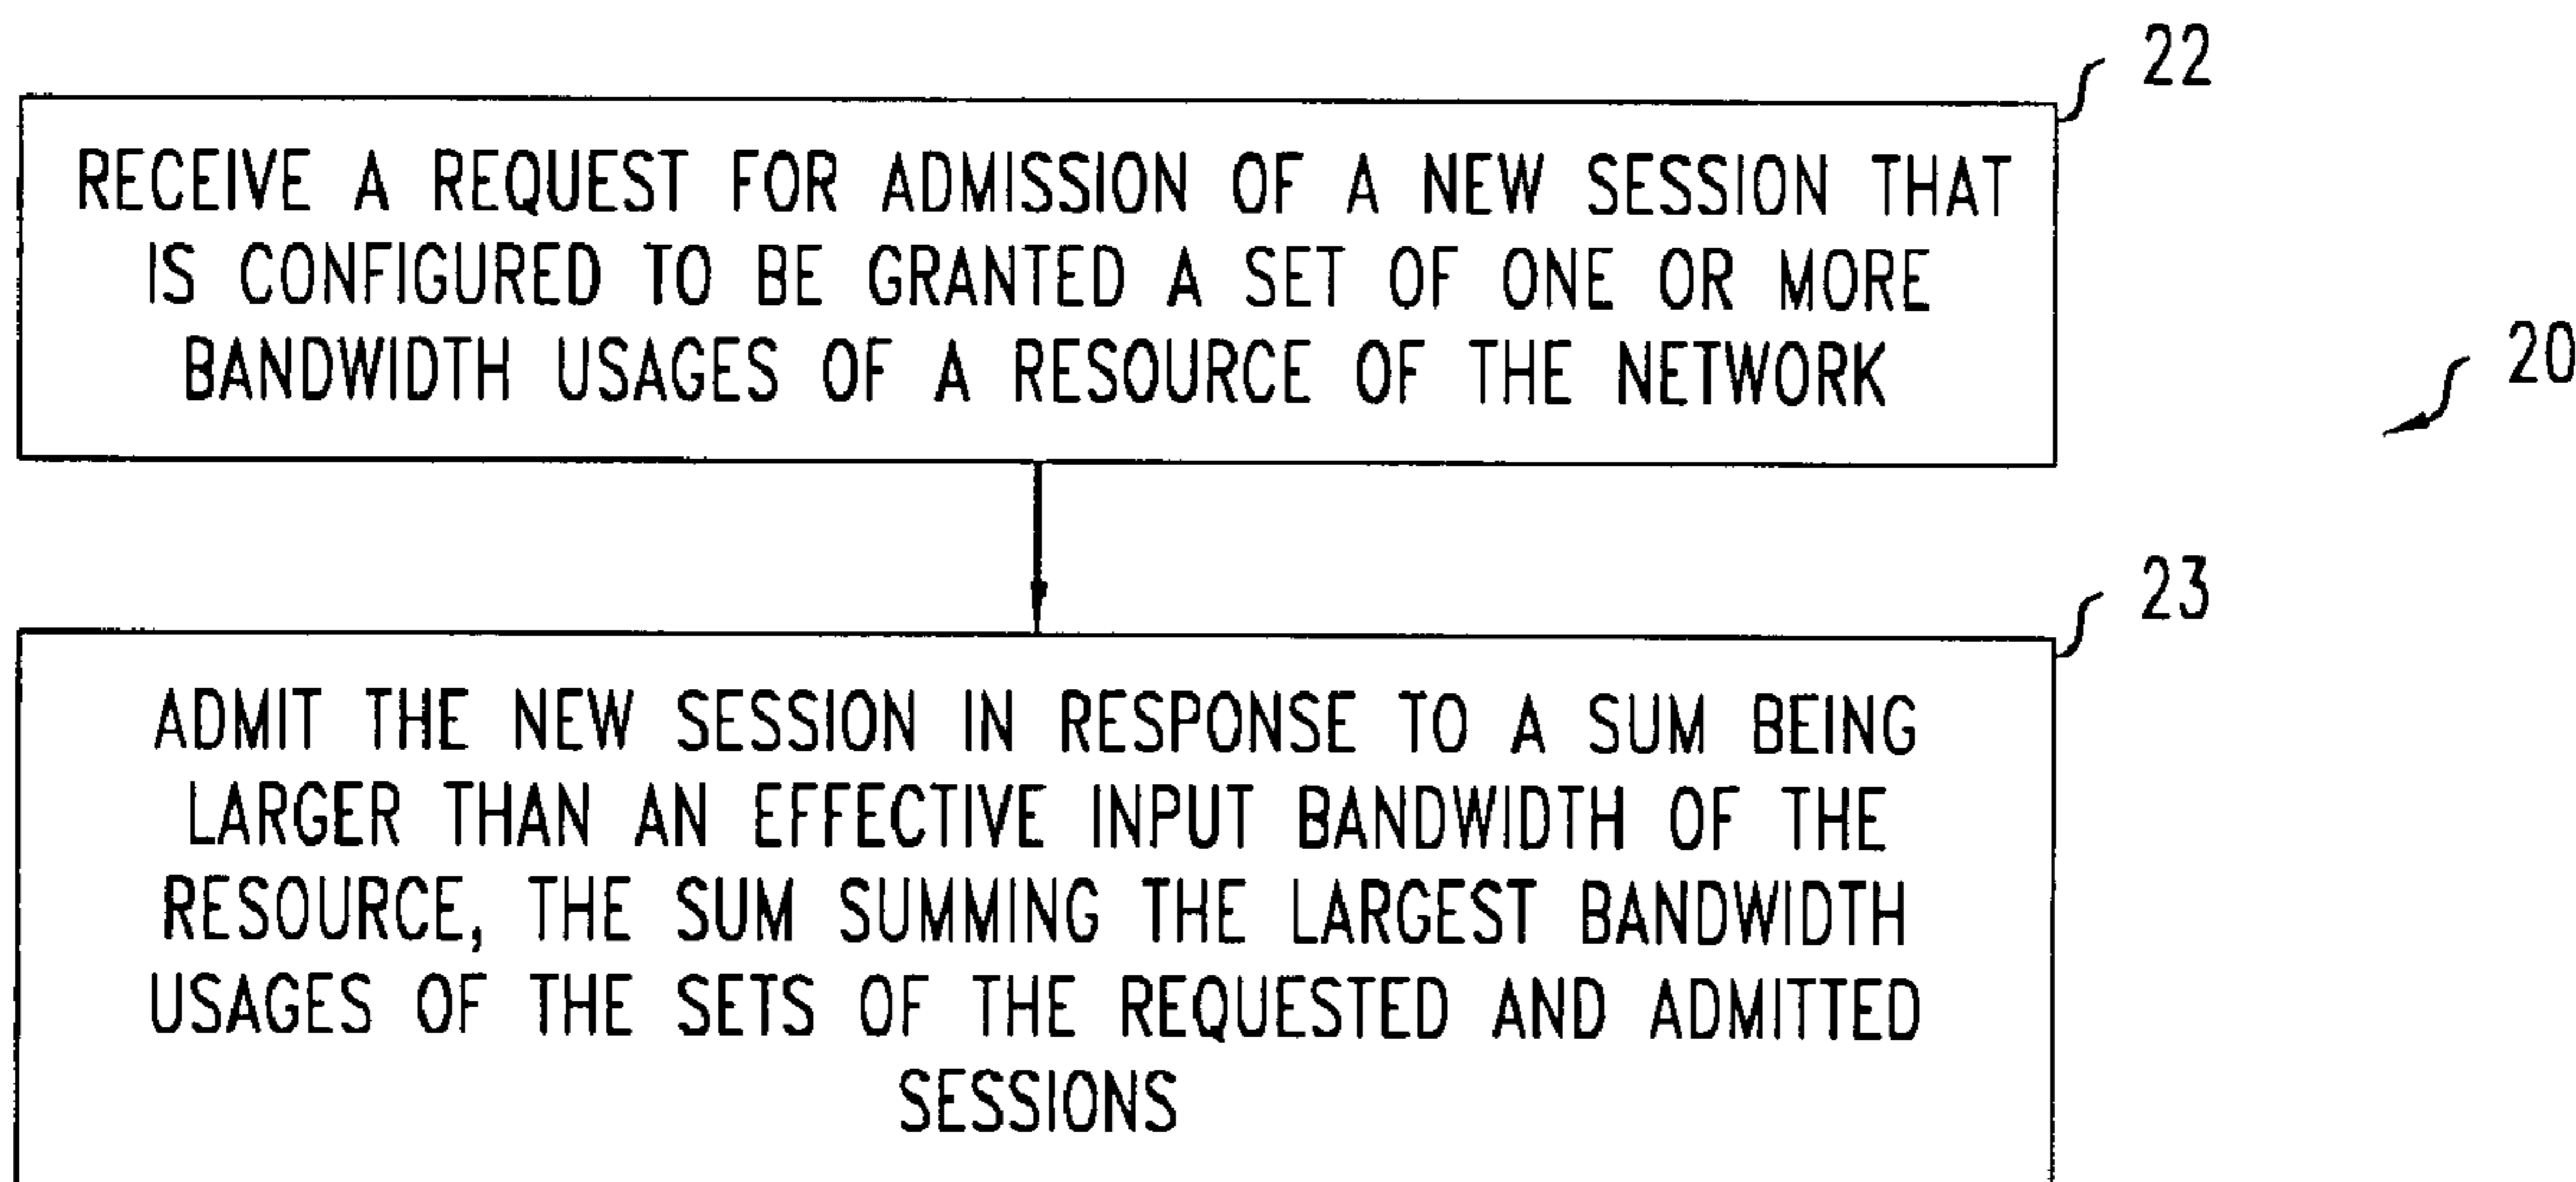 22
RECEIVE A REQUEST FOR ADMISSION OF A NEW SESSION THAT
IS CONFIGURED TO BE GRANTED A SET OF ONE OR MORE
BANDWIDTH USAGES OF A RESOURCE OF THE NETWORK
20
23
ADMIT THE NEW SESSION IN RESPONSE TO A SUM BEING
LARGER THAN AN EFFECTIVE INPUT BANDWIDTH OF THE
RESOURCE, THE SUM SUMMING THE LARGEST BANDWIDTH
USAGES OF THE SETS OF THE REQUESTED AND ADMITTED
SESSIONS